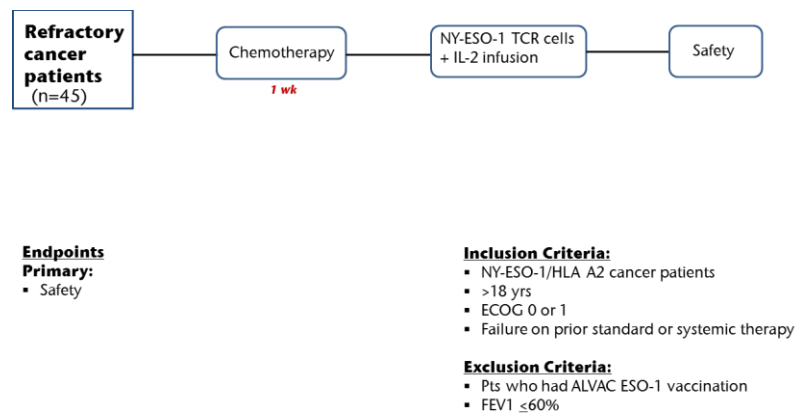 Refractory
cancer
patients
(n=45)
Chemotherapy
1 wk
NY-ESO-1 TCR cells
+ IL-2 infusion
Safety
Endpoints
Primary:
▪ Safety
Inclusion Criteria:
▪ NY-ESO-1/HLA A2 cancer patients
▪ >18 yrs
▪ ECOG 0 or 1
▪ Failure on prior standard or systemic therapy
Exclusion Criteria:
▪ Pts who had ALVAC ESO-1 vaccination
▪ FEV1 ≤60%